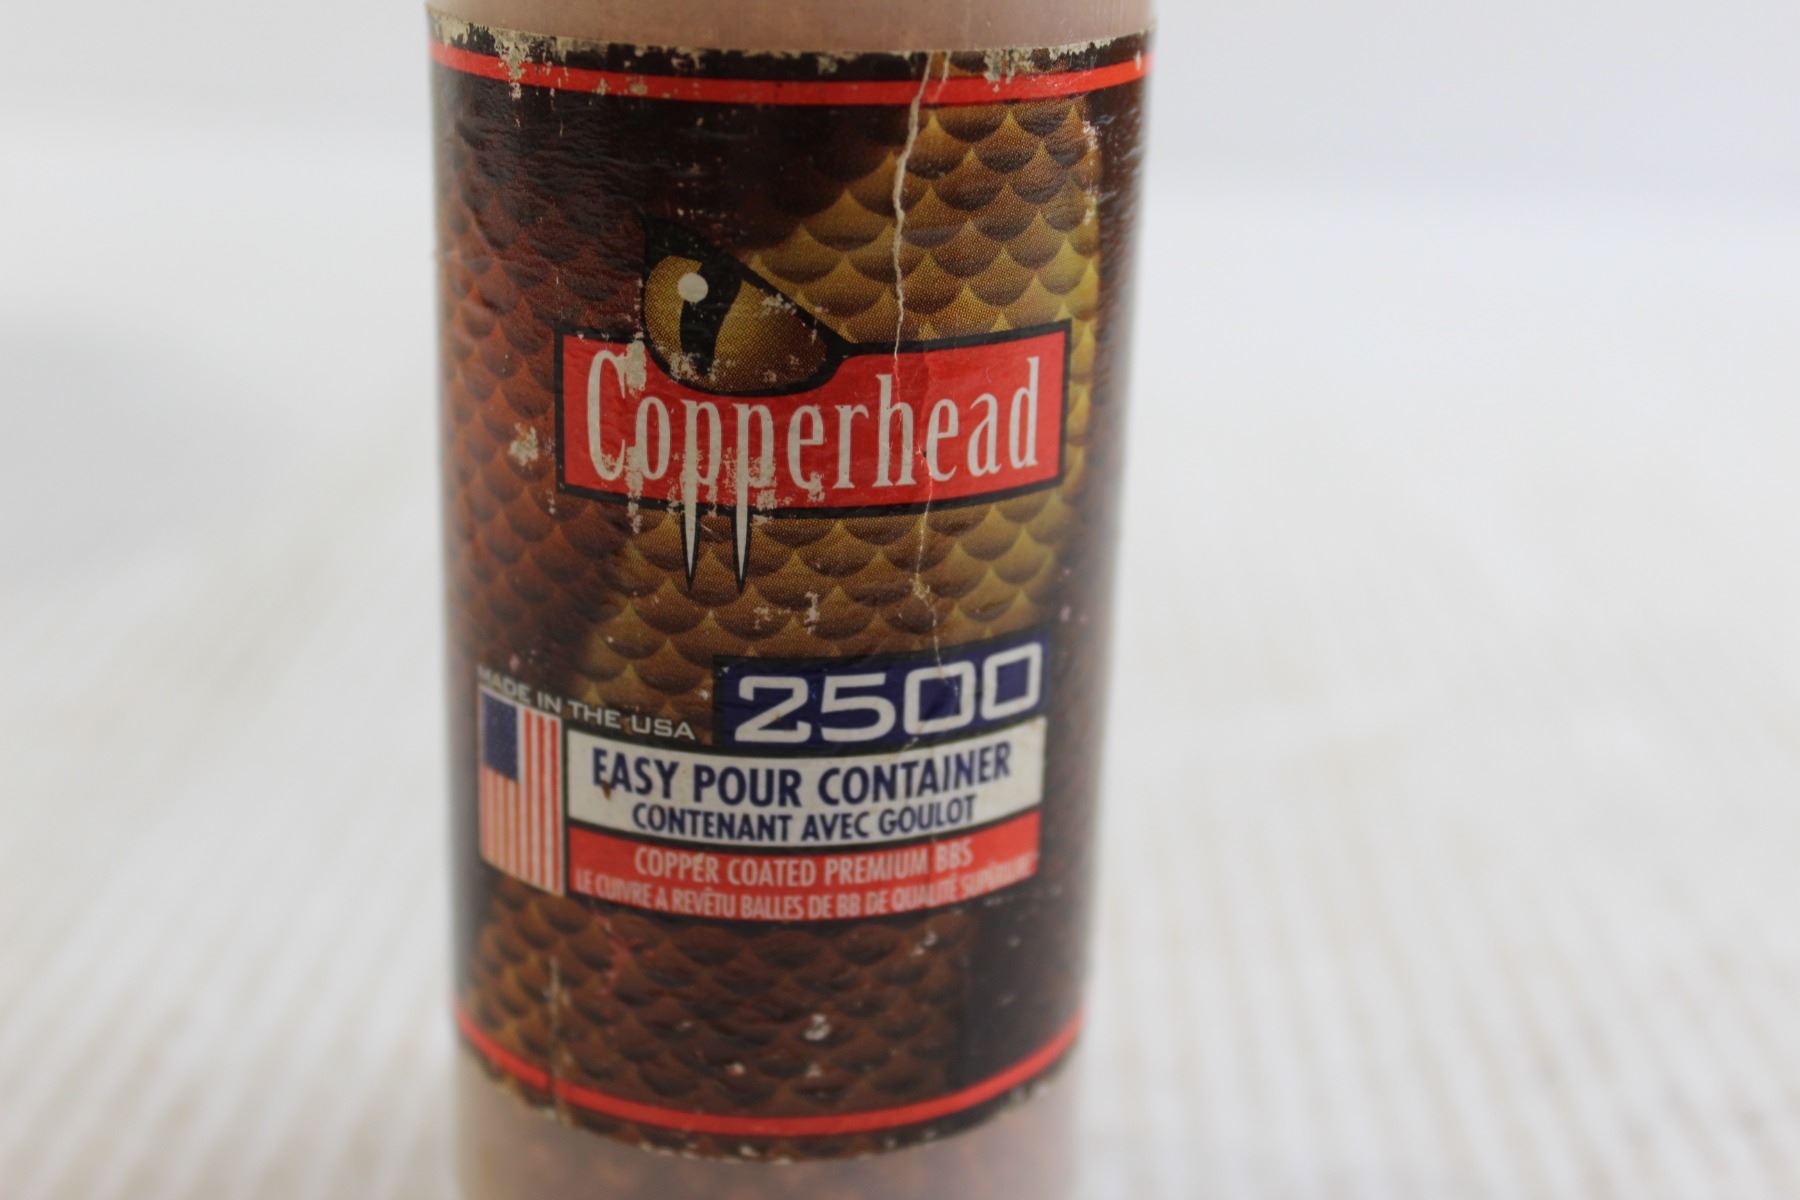 Copperhead
2500
MADE IN THE USA
EASY POUR CONTAINER
CONTENANT AVEC GOULOT
COPPER COATED PREMIUM BBS
LE CUIVRE A REVÊTU BALLES DE BB DE QUALITÉ SUPÉRIEURE